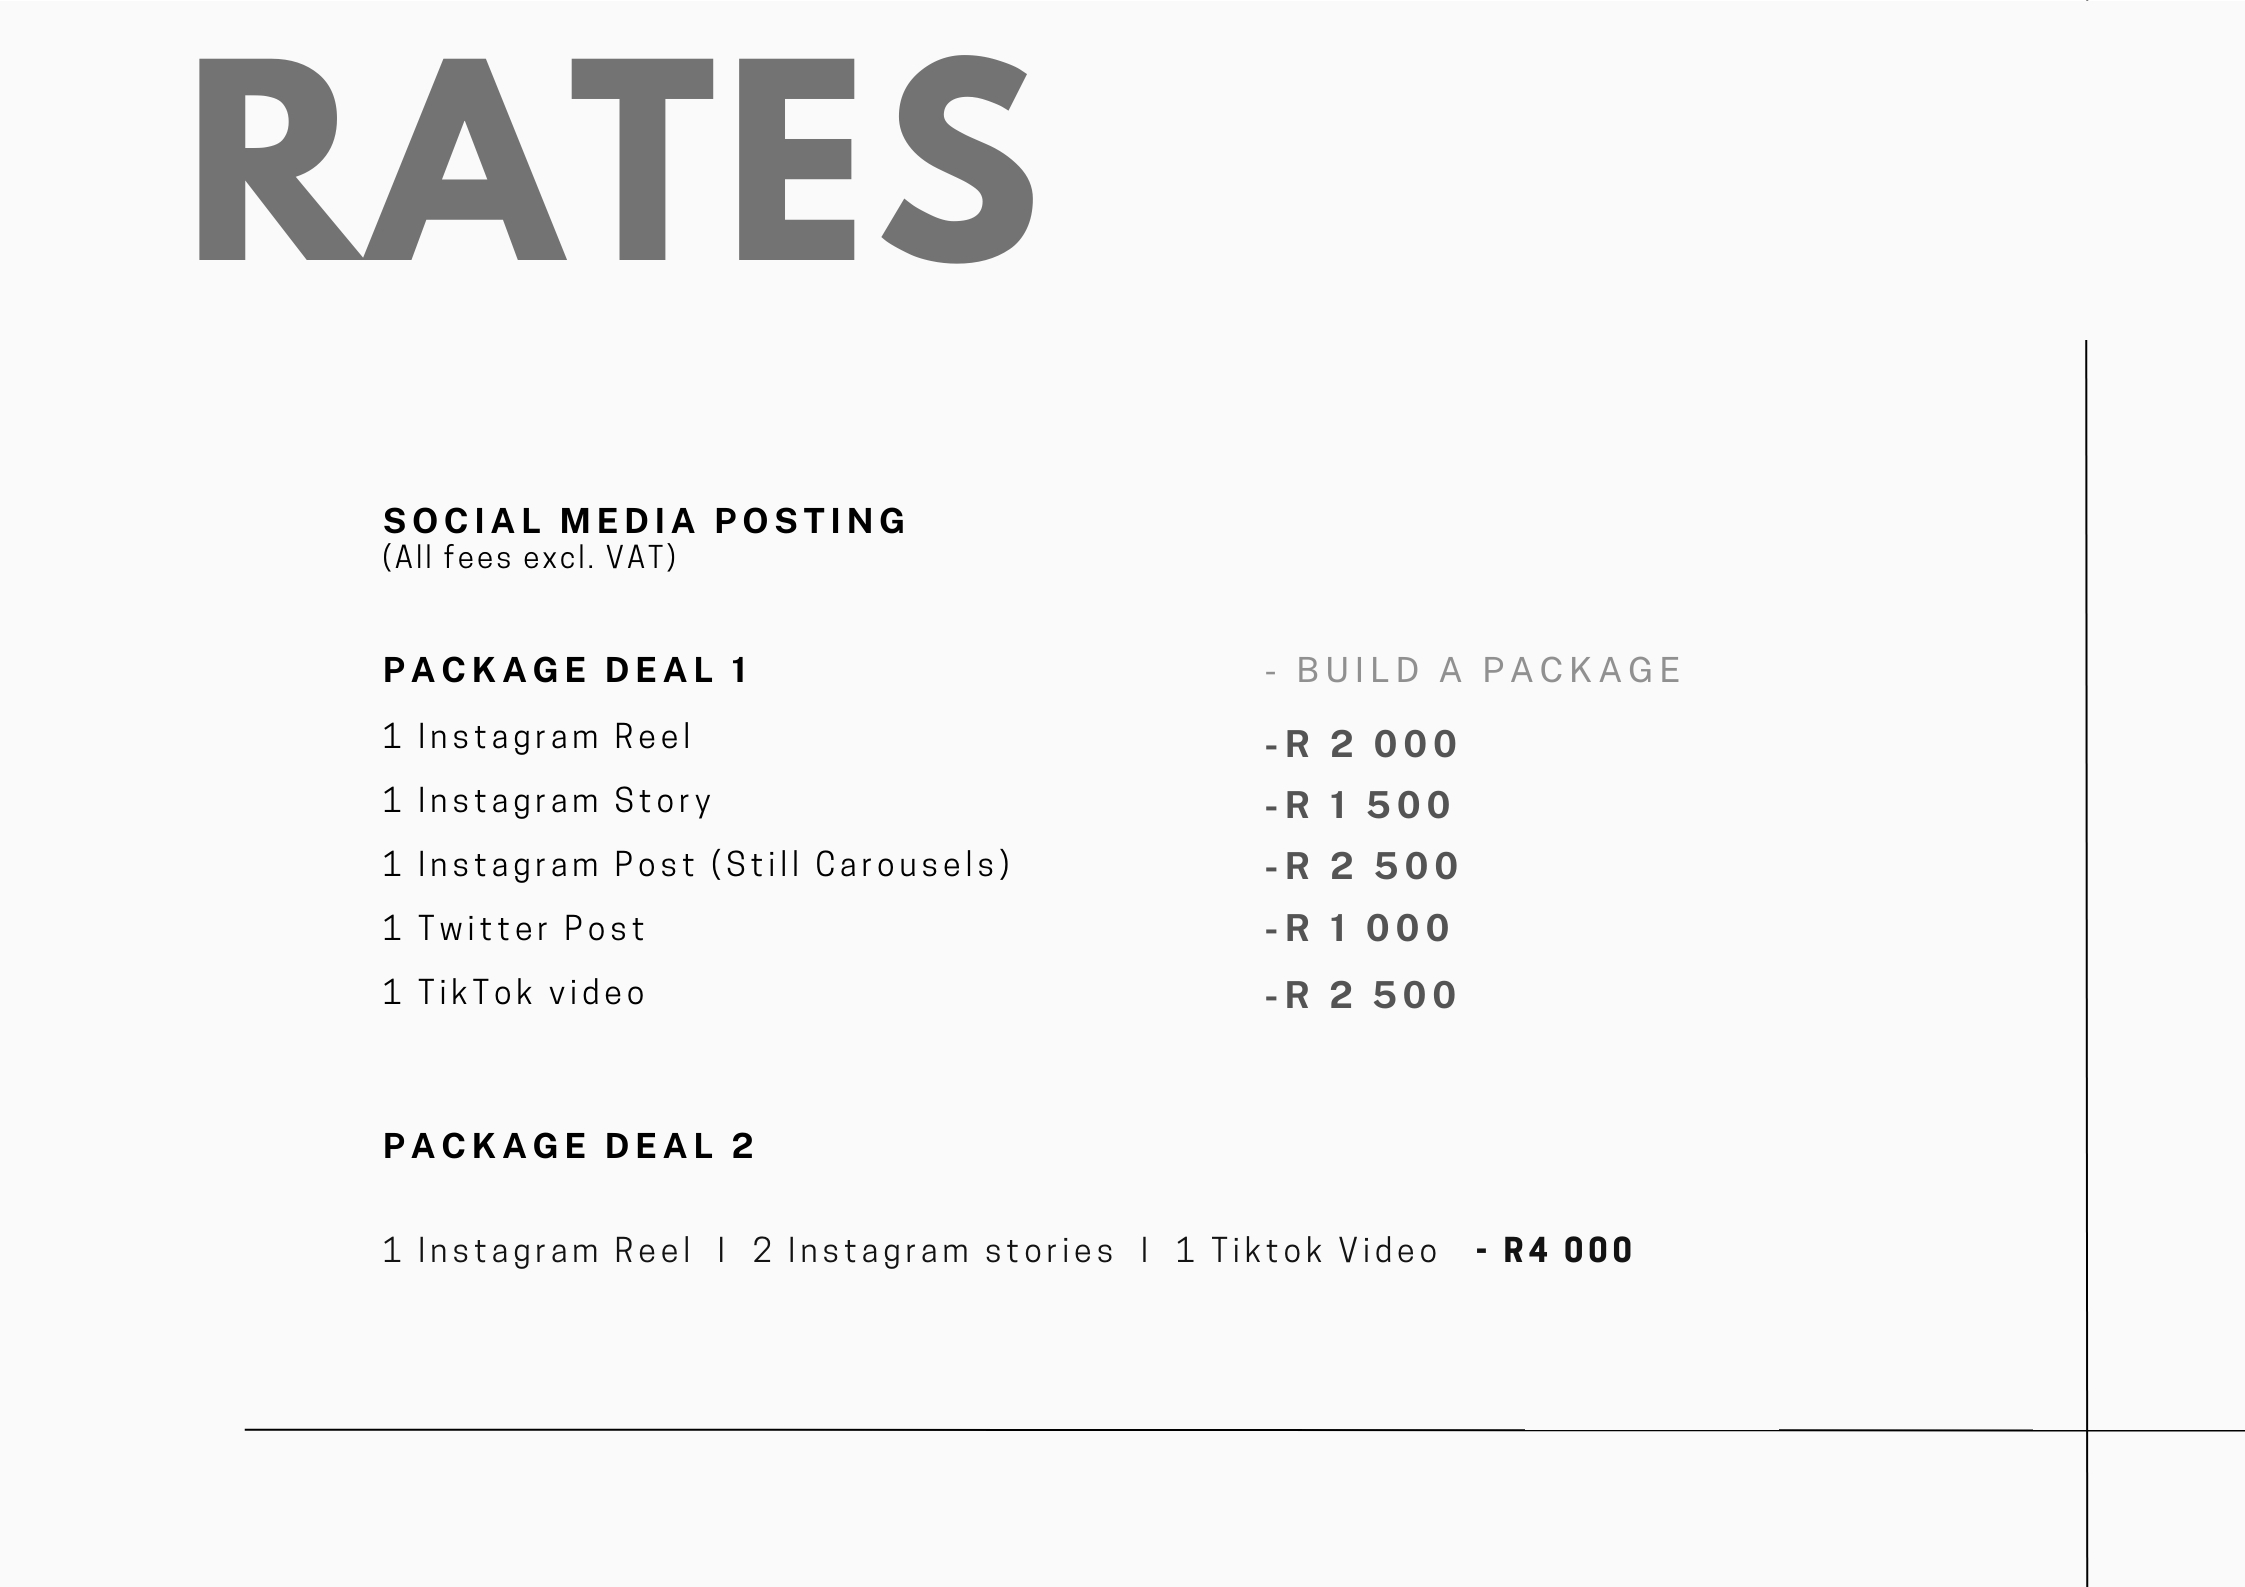 RATES
SOCIAL MEDIA POSTING
(All fees excl. VAT)
PACKAGE DEAL 1 - BUILD A PACKAGE
1 Instagram Reel -R 2 000
1 Instagram Story -R 1 500
1 Instagram Post (Still Carousels) -R 2 500
1 Twitter Post -R 1 000
1 TikTok video -R 2 500
PACKAGE DEAL 2
1 Instagram Reel | 2 Instagram stories | 1 Tiktok Video - R4 000